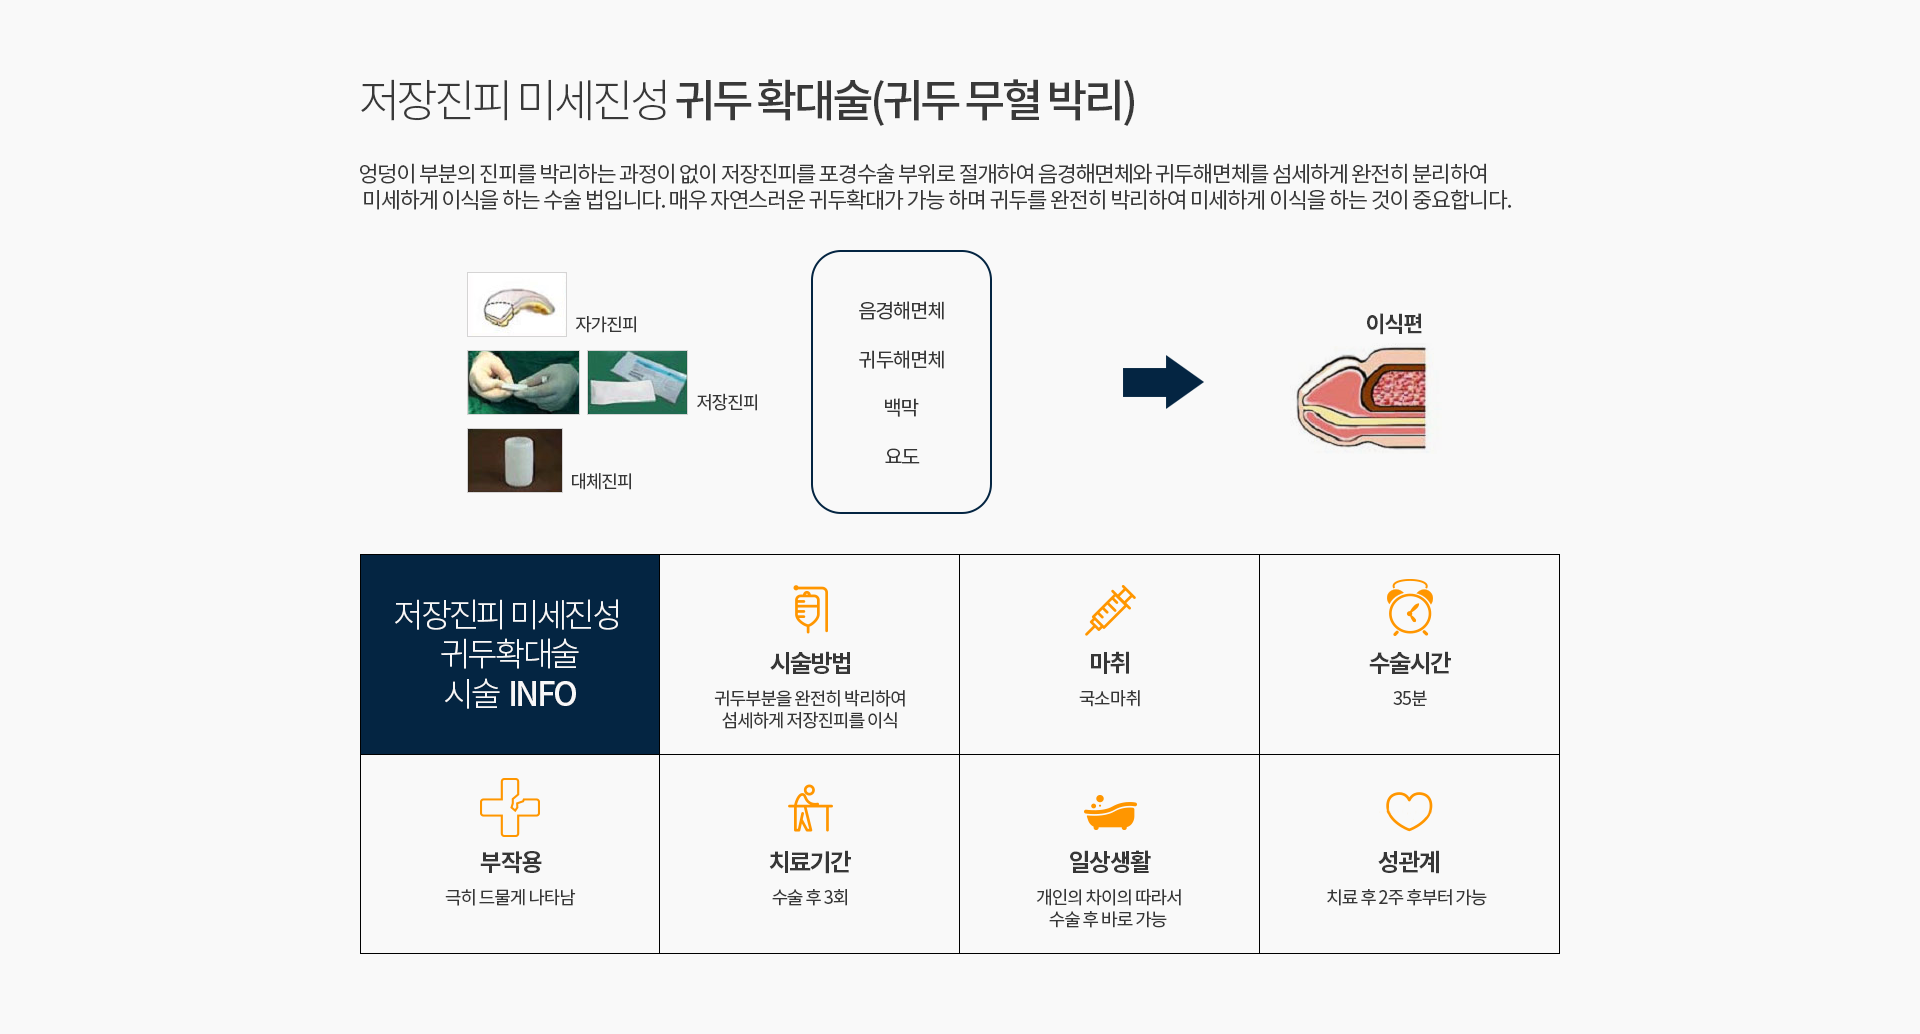 저장진피 미세진성 귀두 확대술(귀두 무혈 박리)
엉덩이 부분의 진피를 박리하는 과정이 없이 저장진피를 포경수술 부위로 절개하여 음경해면체와 귀두해면체를 섬세하게 완전히 분리하여
미세하게 이식을 하는 수술 법입니다. 매우 자연스러운 귀두확대가 가능 하며 귀두를 완전히 박리하여 미세하게 이식을 하는 것이 중요합니다.
자가진피
저장진피
대체진피
음경해면체
귀두해면체
백막
요도
이식편
저장진피 미세진성
귀두확대술
시술 INFO
시술방법
귀두부분을 완전히 박리하여
섬세하게 저장진피를 이식
마취
국소마취
수술시간
35분
부작용
극히 드물게 나타남
치료기간
수술 후 3회
일상생활
개인의 차이의 따라서
수술 후 바로 가능
성관계
치료 후 2주 후부터 가능